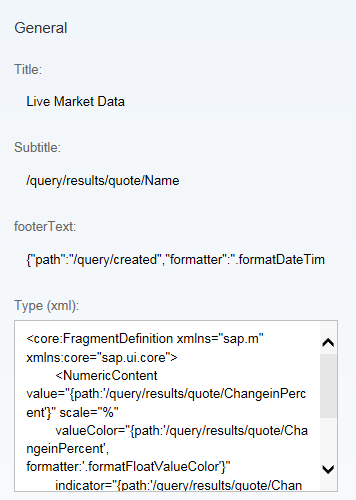 General
Title:
Live Market Data
Subtitle:
/query/results/quote/Name
footerText:
{"path":"/query/created","formatter":".formatDateTim
Type (xml):
<core:FragmentDefinition xmlns="sap.m"
xmlns:core="sap.ui.core">
<NumericContent
value="{path:'/query/results/quote/ChangeinPerc
ent'}" scale="%"
valueColor="{path:'/query/results/quote/Cha
ngeinPercent',
formatter:'.formatFloatValueColor'}"
indicator="{path:'/query/results/quote/Chan